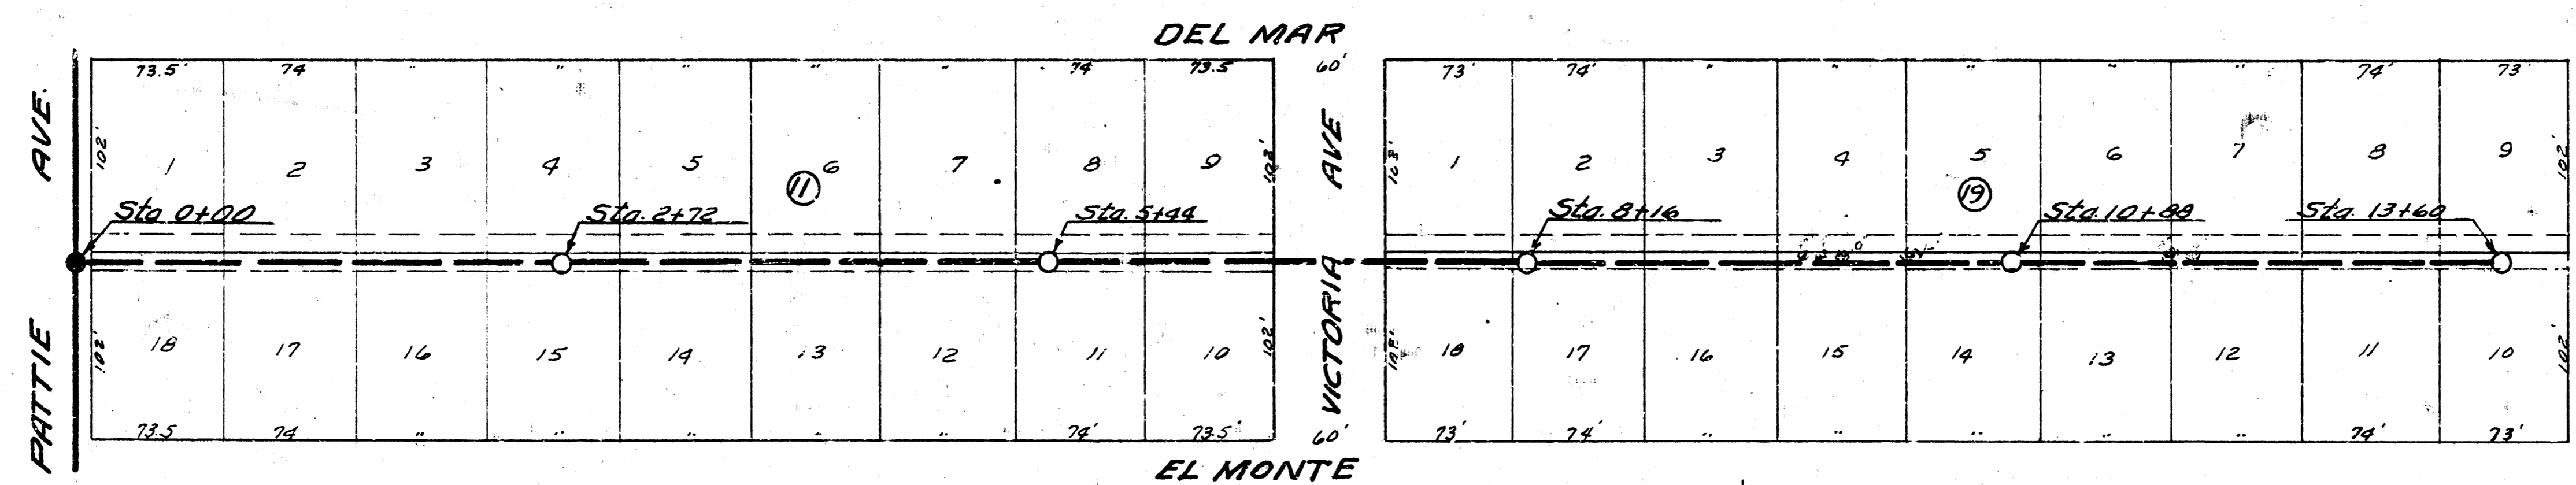 DEL MAR
PATTIE AVE.
VICTORIA AVE
EL MONTE
73.5' 74 " " " " " 74 73.5 60' 73' 74' " " " " " 74' 73'
102' 102' 102'
1 2 3 4 5 6 7 8 9 1 2 3 4 5 6 7 8 9
11 19
Sta. 0+00 Sta. 2+72 Sta. 5+44 Sta. 8+16 Sta. 10+88 Sta. 13+60
102' 102' 102'
18 17 16 15 14 13 12 11 10 18 17 16 15 14 13 12 11 10
73.5 74 " " " " " 74' 73.5' 60' 73' 74' " " " " " 74' 73'